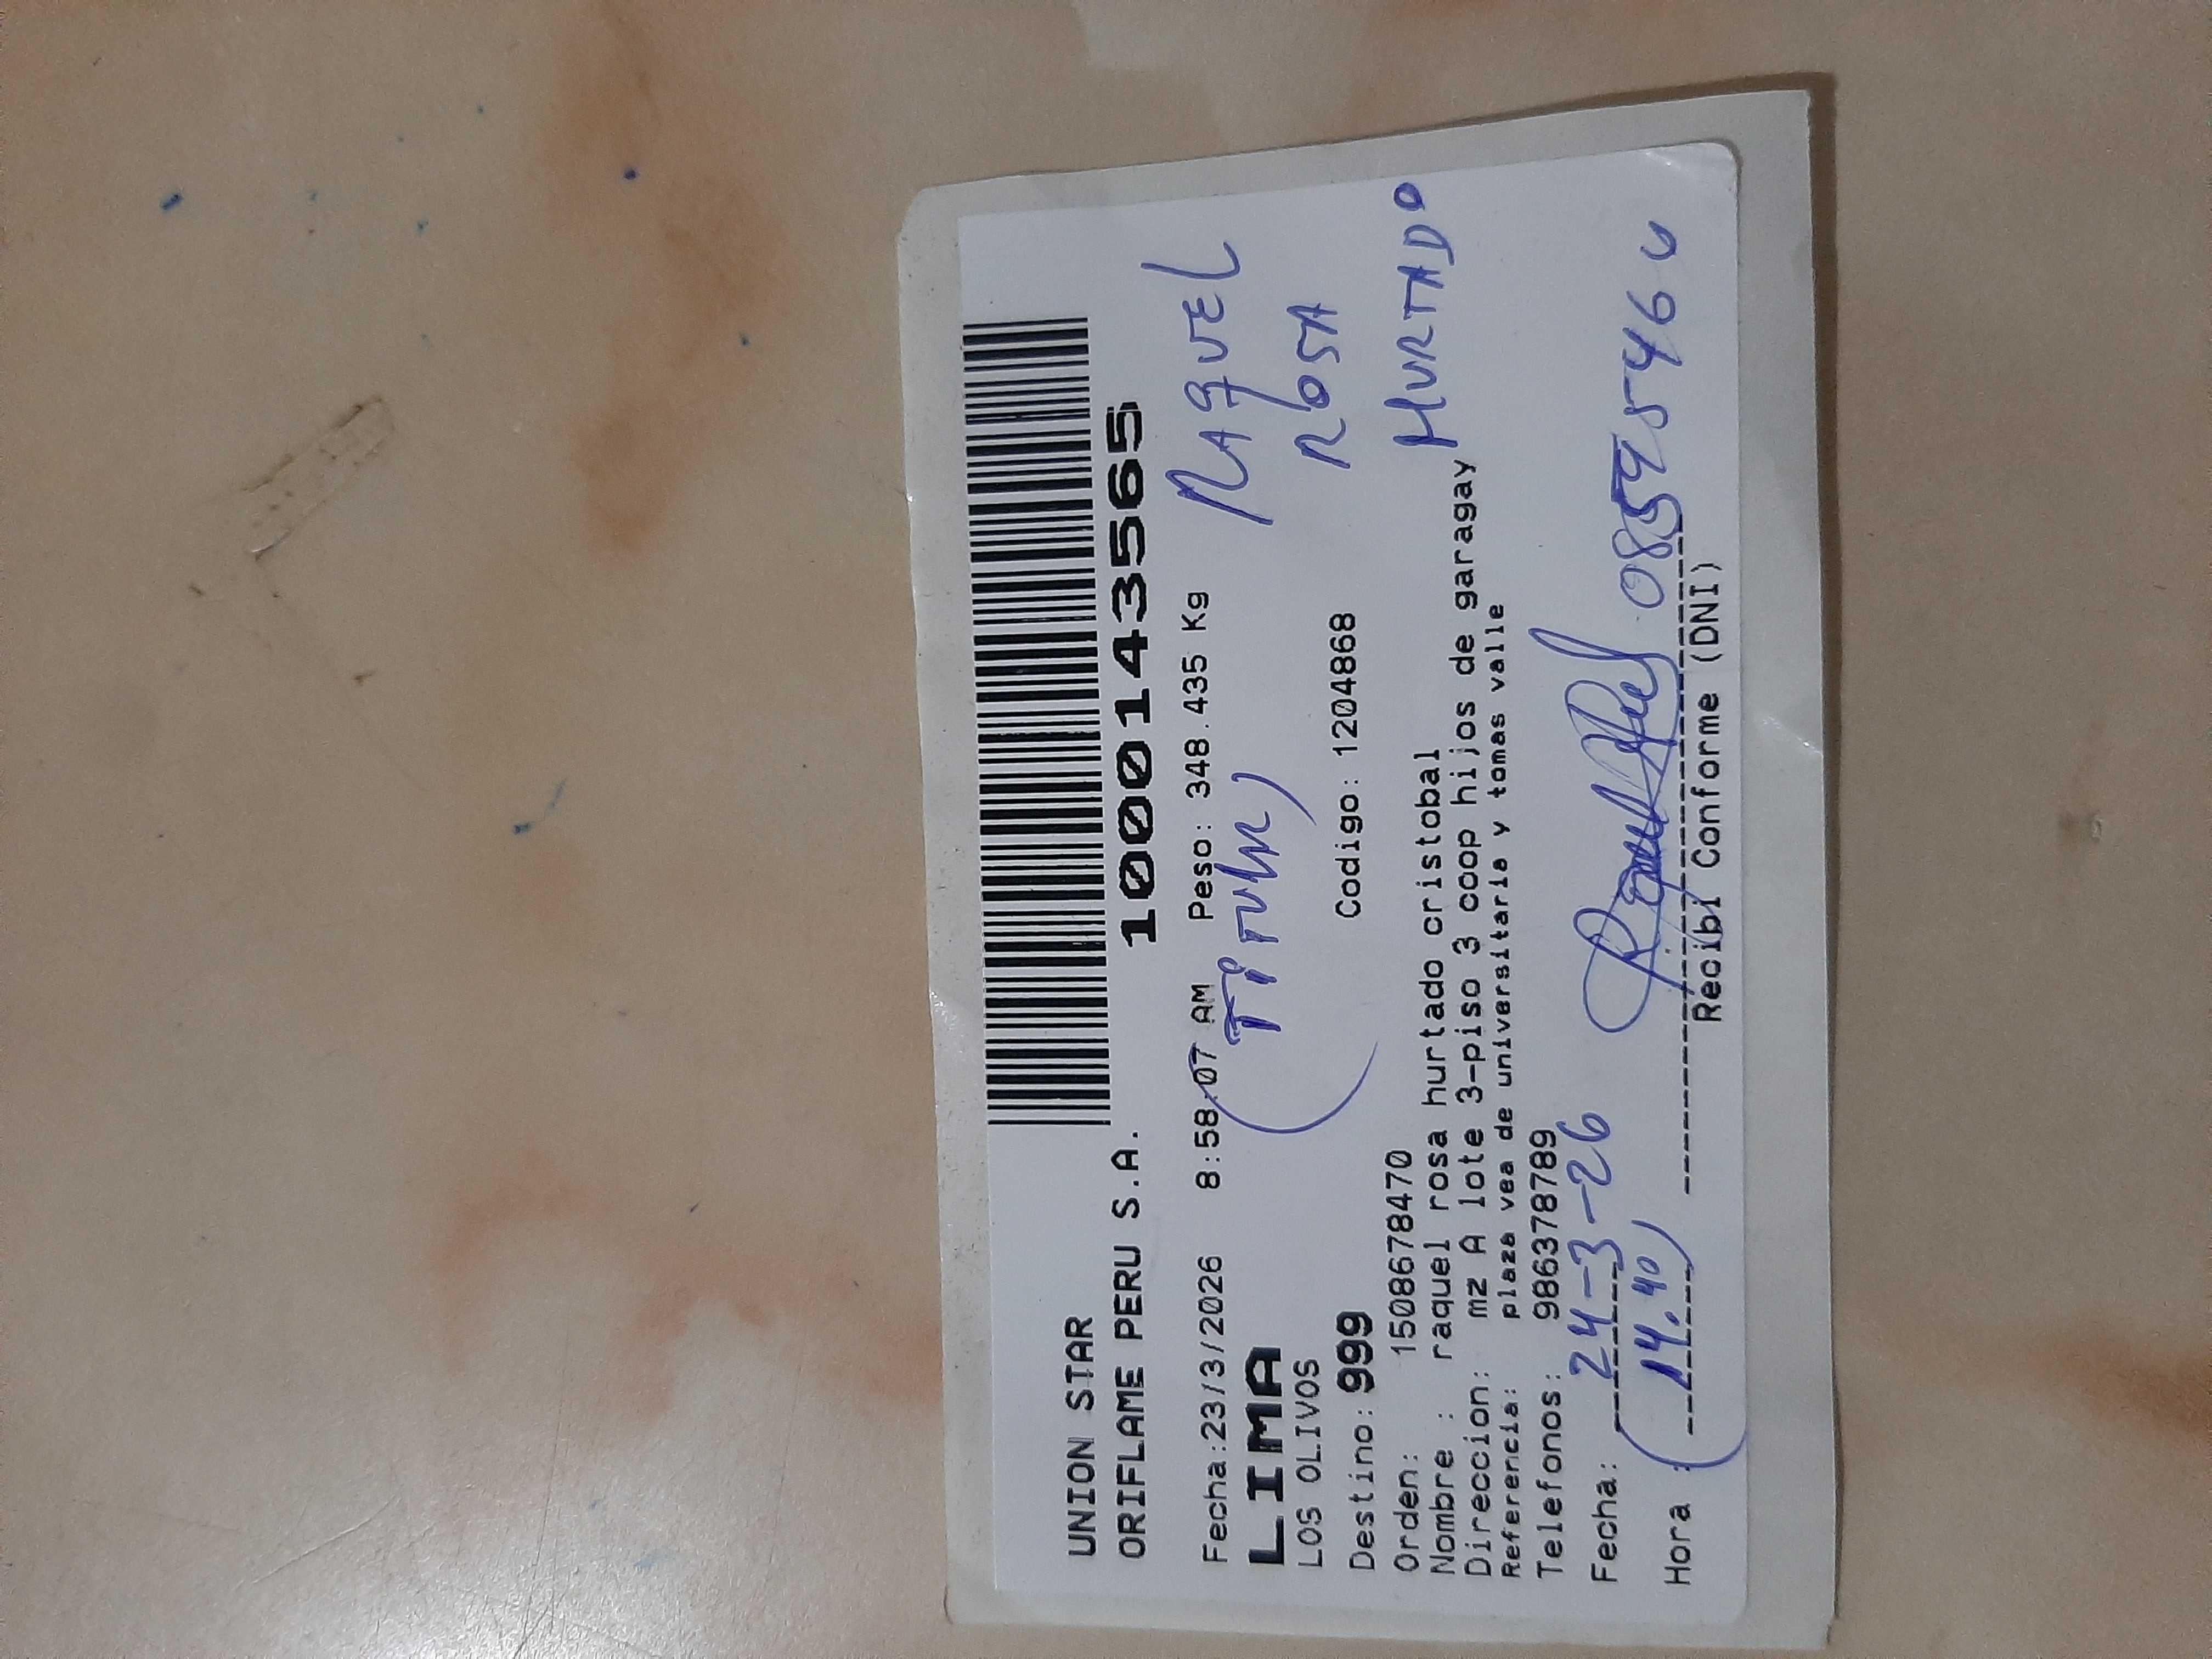 UNION STAR
ORIFLAME PERU S.A.
1000143565
Fecha:23/3/2026 8:58:07 AM Peso: 348.435 Kg
LIMA
(TITULAR)
RAQUEL
LOS OLIVOS
ROSA
Destino: 999 Codigo: 1204868
HURTADO
Orden: 1508678470
Nombre : raquel rosa hurtado cristobal
Direccion: mz A lote 3-piso 3 coop hijos de garagay
Referencia: plaza vea de universitaria y tomas valle
Telefonos: 986378789
Fecha: 24-3-26
Hora : (14.40)
Recibi Conforme (DNI)